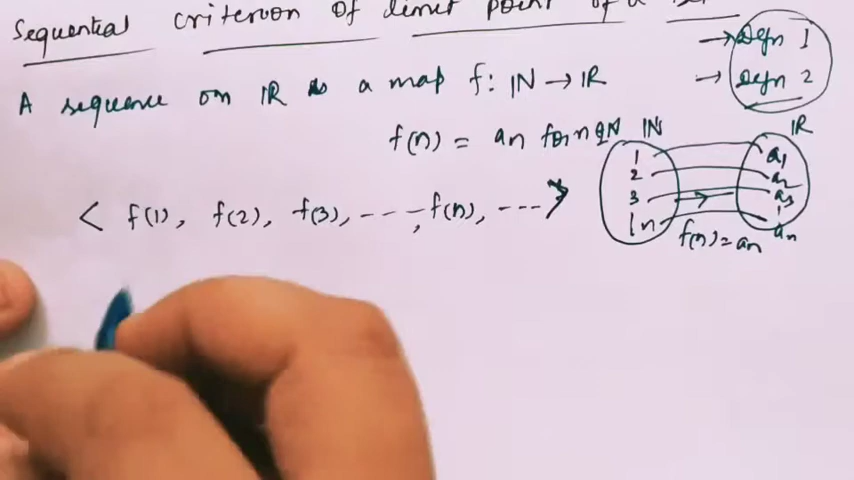 Sequential criterion of limit point of a
→ Defn 1
→ Defn 2
A sequence on IR is a map f: IN → IR
f(n) = an for n ∈ IN
IN IR
1 a1
2 a2
3 a3
n an
f(n) = an
< f(1), f(2), f(3), ----, f(n), ---- >